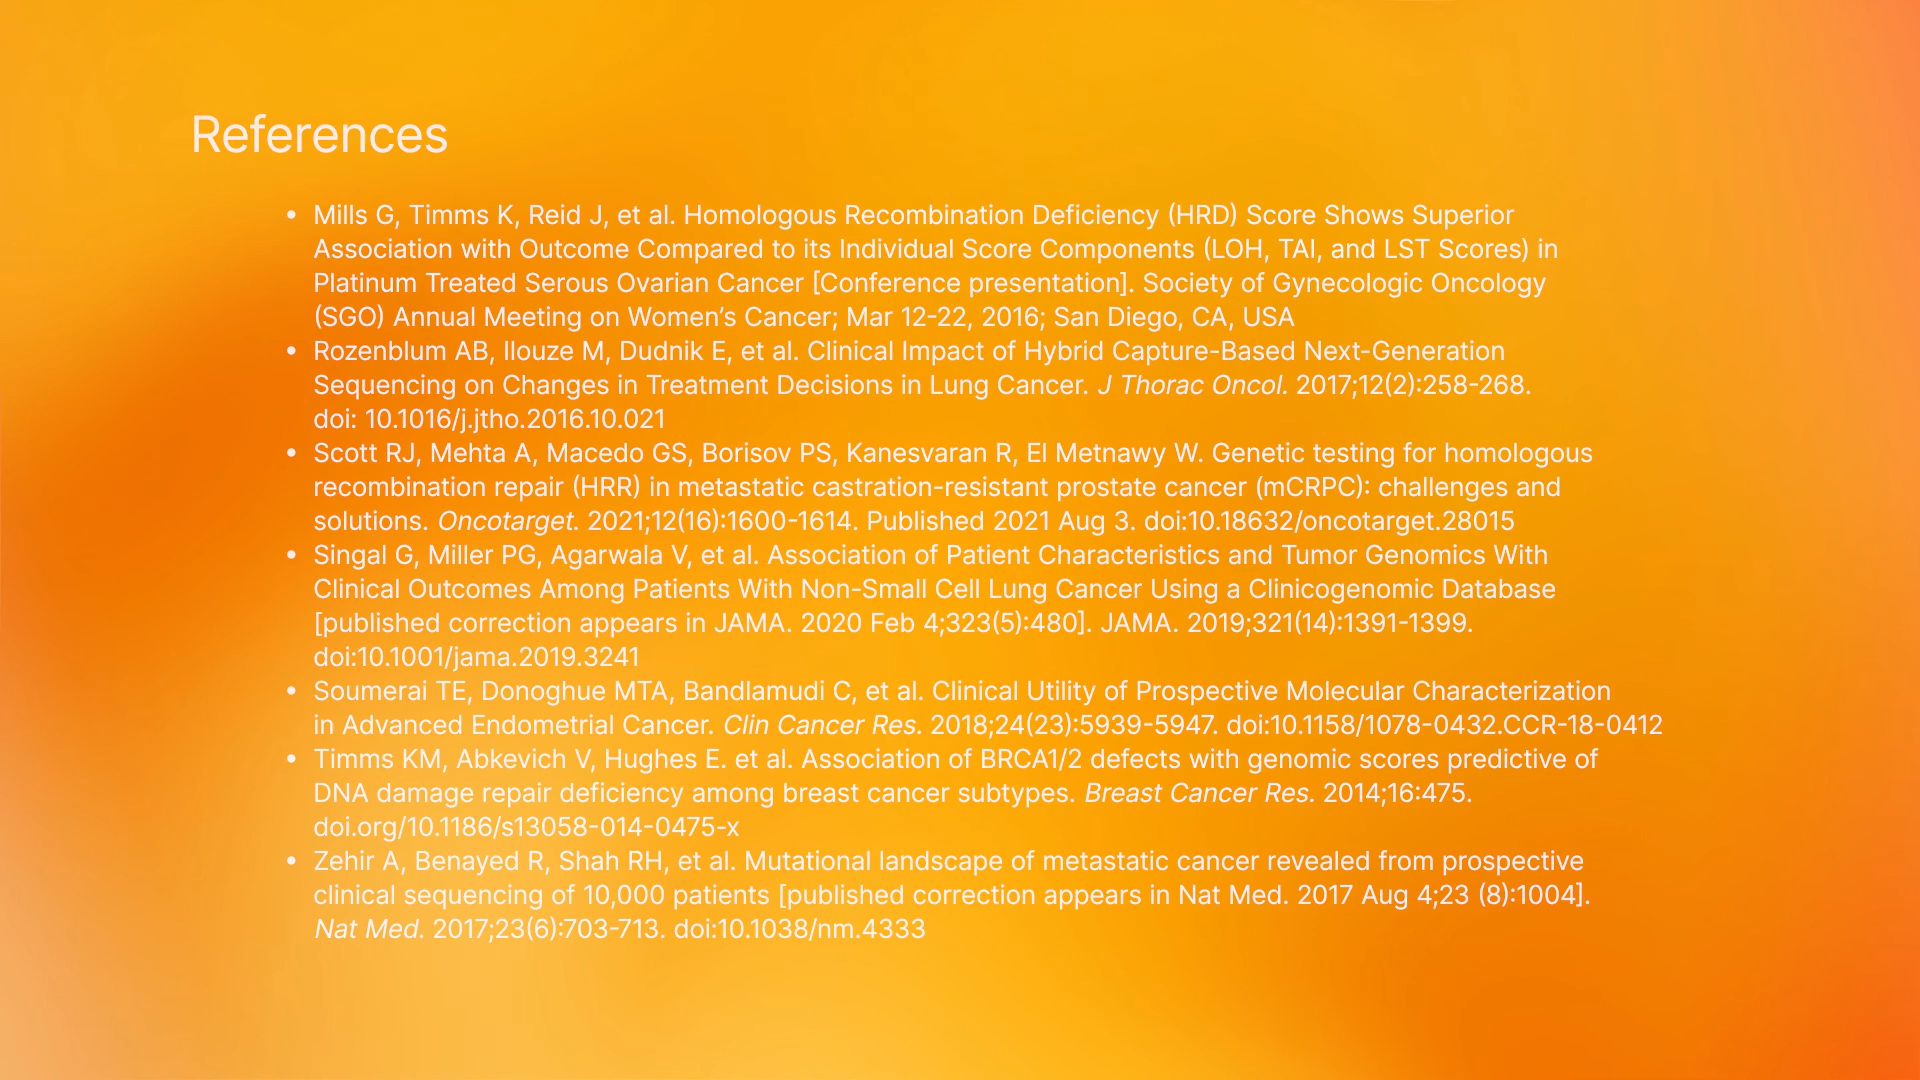 References
• Mills G, Timms K, Reid J, et al. Homologous Recombination Deficiency (HRD) Score Shows Superior
Association with Outcome Compared to its Individual Score Components (LOH, TAI, and LST Scores) in
Platinum Treated Serous Ovarian Cancer [Conference presentation]. Society of Gynecologic Oncology
(SGO) Annual Meeting on Women’s Cancer; Mar 12-22, 2016; San Diego, CA, USA
• Rozenblum AB, Ilouze M, Dudnik E, et al. Clinical Impact of Hybrid Capture-Based Next-Generation
Sequencing on Changes in Treatment Decisions in Lung Cancer. J Thorac Oncol. 2017;12(2):258-268.
doi: 10.1016/j.jtho.2016.10.021
• Scott RJ, Mehta A, Macedo GS, Borisov PS, Kanesvaran R, El Metnawy W. Genetic testing for homologous
recombination repair (HRR) in metastatic castration-resistant prostate cancer (mCRPC): challenges and
solutions. Oncotarget. 2021;12(16):1600-1614. Published 2021 Aug 3. doi:10.18632/oncotarget.28015
• Singal G, Miller PG, Agarwala V, et al. Association of Patient Characteristics and Tumor Genomics With
Clinical Outcomes Among Patients With Non-Small Cell Lung Cancer Using a Clinicogenomic Database
[published correction appears in JAMA. 2020 Feb 4;323(5):480]. JAMA. 2019;321(14):1391-1399.
doi:10.1001/jama.2019.3241
• Soumerai TE, Donoghue MTA, Bandlamudi C, et al. Clinical Utility of Prospective Molecular Characterization
in Advanced Endometrial Cancer. Clin Cancer Res. 2018;24(23):5939-5947. doi:10.1158/1078-0432.CCR-18-0412
• Timms KM, Abkevich V, Hughes E. et al. Association of BRCA1/2 defects with genomic scores predictive of
DNA damage repair deficiency among breast cancer subtypes. Breast Cancer Res. 2014;16:475.
doi.org/10.1186/s13058-014-0475-x
• Zehir A, Benayed R, Shah RH, et al. Mutational landscape of metastatic cancer revealed from prospective
clinical sequencing of 10,000 patients [published correction appears in Nat Med. 2017 Aug 4;23 (8):1004].
Nat Med. 2017;23(6):703-713. doi:10.1038/nm.4333